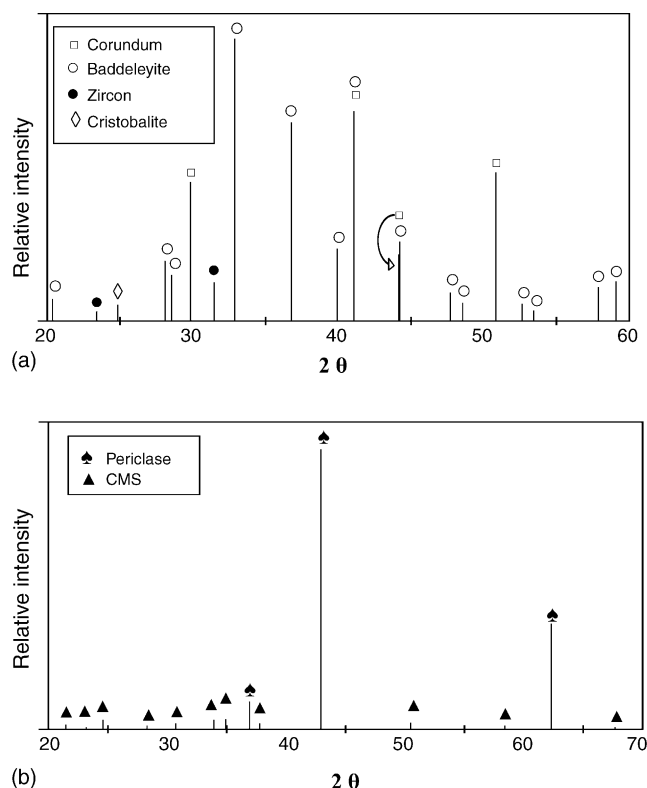 Corundum
Baddeleyite
Zircon
Cristobalite
Relative intensity
20 30 40 50 60
(a)
2 θ
Periclase
CMS
Relative intensity
20 30 40 50 60 70
(b)
2 θ